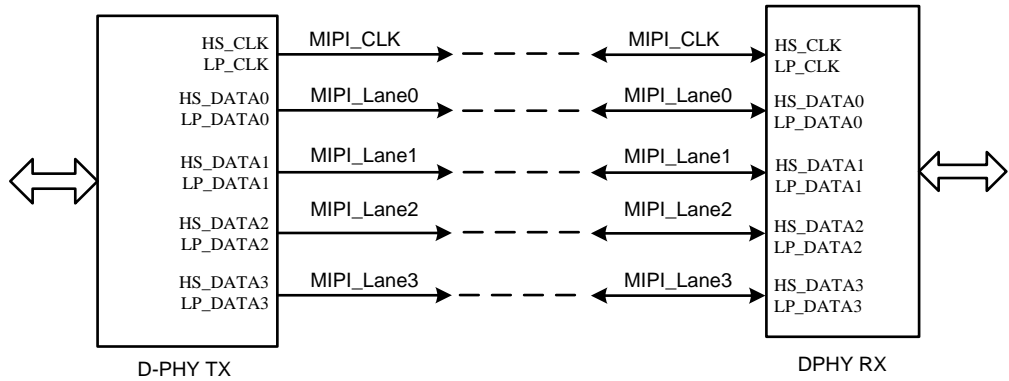 HS_CLK
LP_CLK
MIPI_CLK
MIPI_CLK
HS_CLK
LP_CLK
HS_DATA0
LP_DATA0
MIPI_Lane0
MIPI_Lane0
HS_DATA0
LP_DATA0
HS_DATA1
LP_DATA1
MIPI_Lane1
MIPI_Lane1
HS_DATA1
LP_DATA1
HS_DATA2
LP_DATA2
MIPI_Lane2
MIPI_Lane2
HS_DATA2
LP_DATA2
HS_DATA3
LP_DATA3
MIPI_Lane3
MIPI_Lane3
HS_DATA3
LP_DATA3
D-PHY TX
DPHY RX